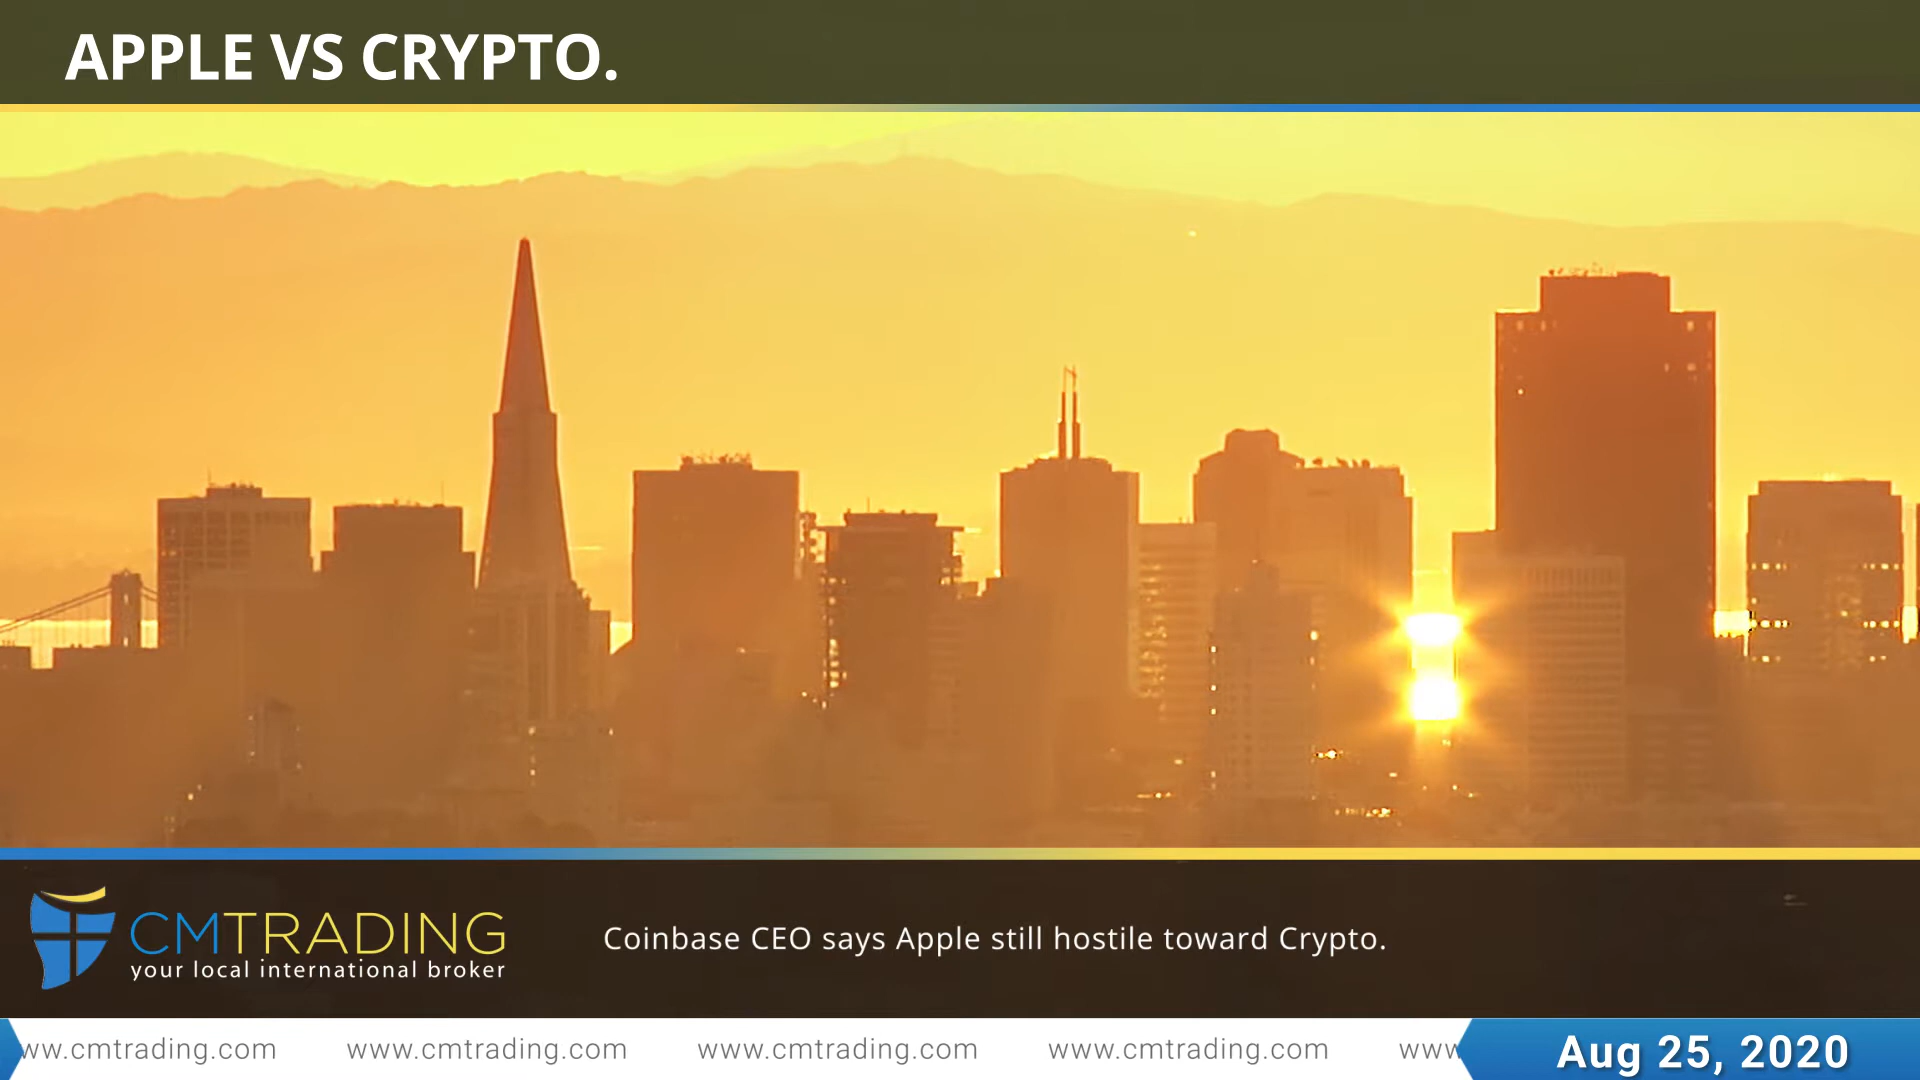 APPLE VS CRYPTO.
CMTRADING
your local international broker
Coinbase CEO says Apple still hostile toward Crypto.
ww.cmtrading.com www.cmtrading.com www.cmtrading.com www.cmtrading.com www
Aug 25, 2020